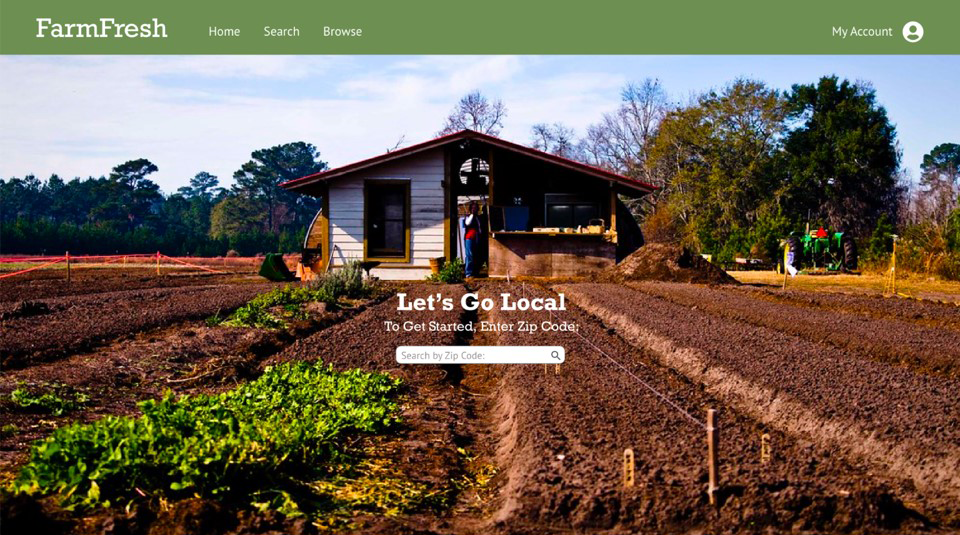 FarmFresh
Home Search Browse
My Account
Let's Go Local
To Get Started, Enter Zip Code:
Search by Zip Code: